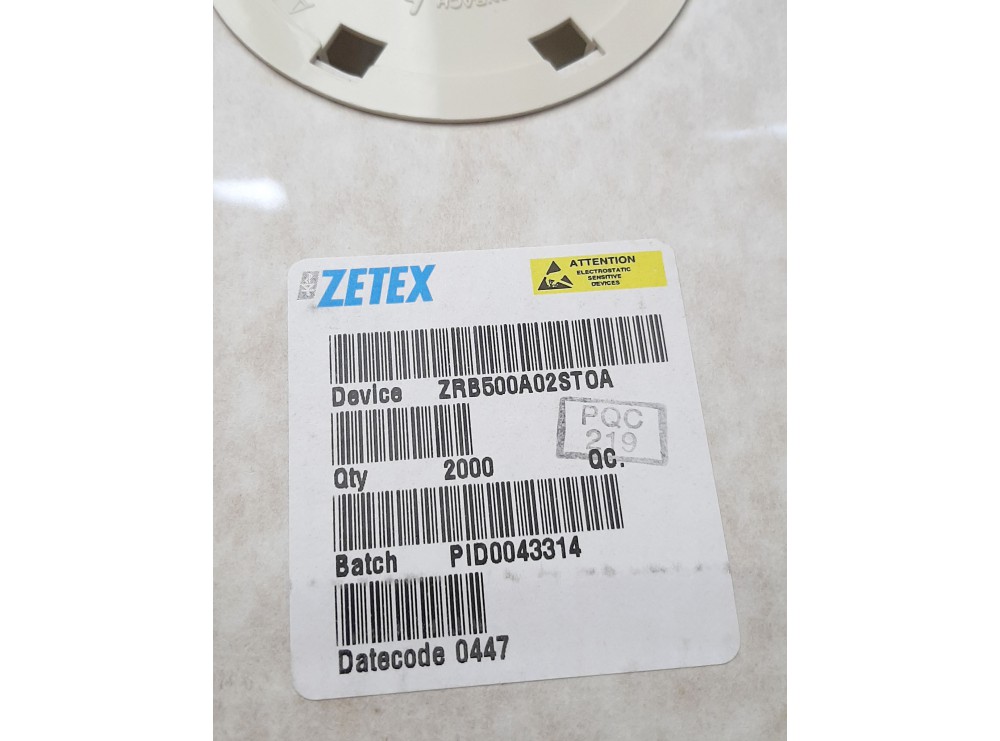 ZETEX
ATTENTION
ELECTROSTATIC
SENSITIVE
DEVICES
Device ZRB500A02STOA
PQC
219
Qty 2000 QC.
Batch PID0043314
Datecode 0447